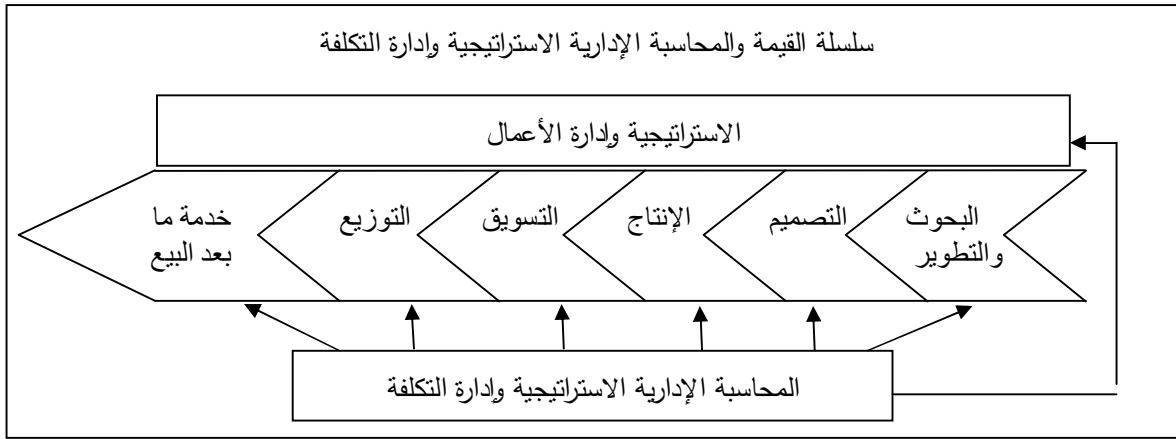 سلسلة القيمة والمحاسبة الإدارية الاستراتيجية وإدارة التكلفة
الاستراتيجية وإدارة الأعمال
البحوث
والتطوير
التصميم
الإنتاج
التسويق
التوزيع
خدمة ما
بعد البيع
المحاسبة الإدارية الاستراتيجية وإدارة التكلفة